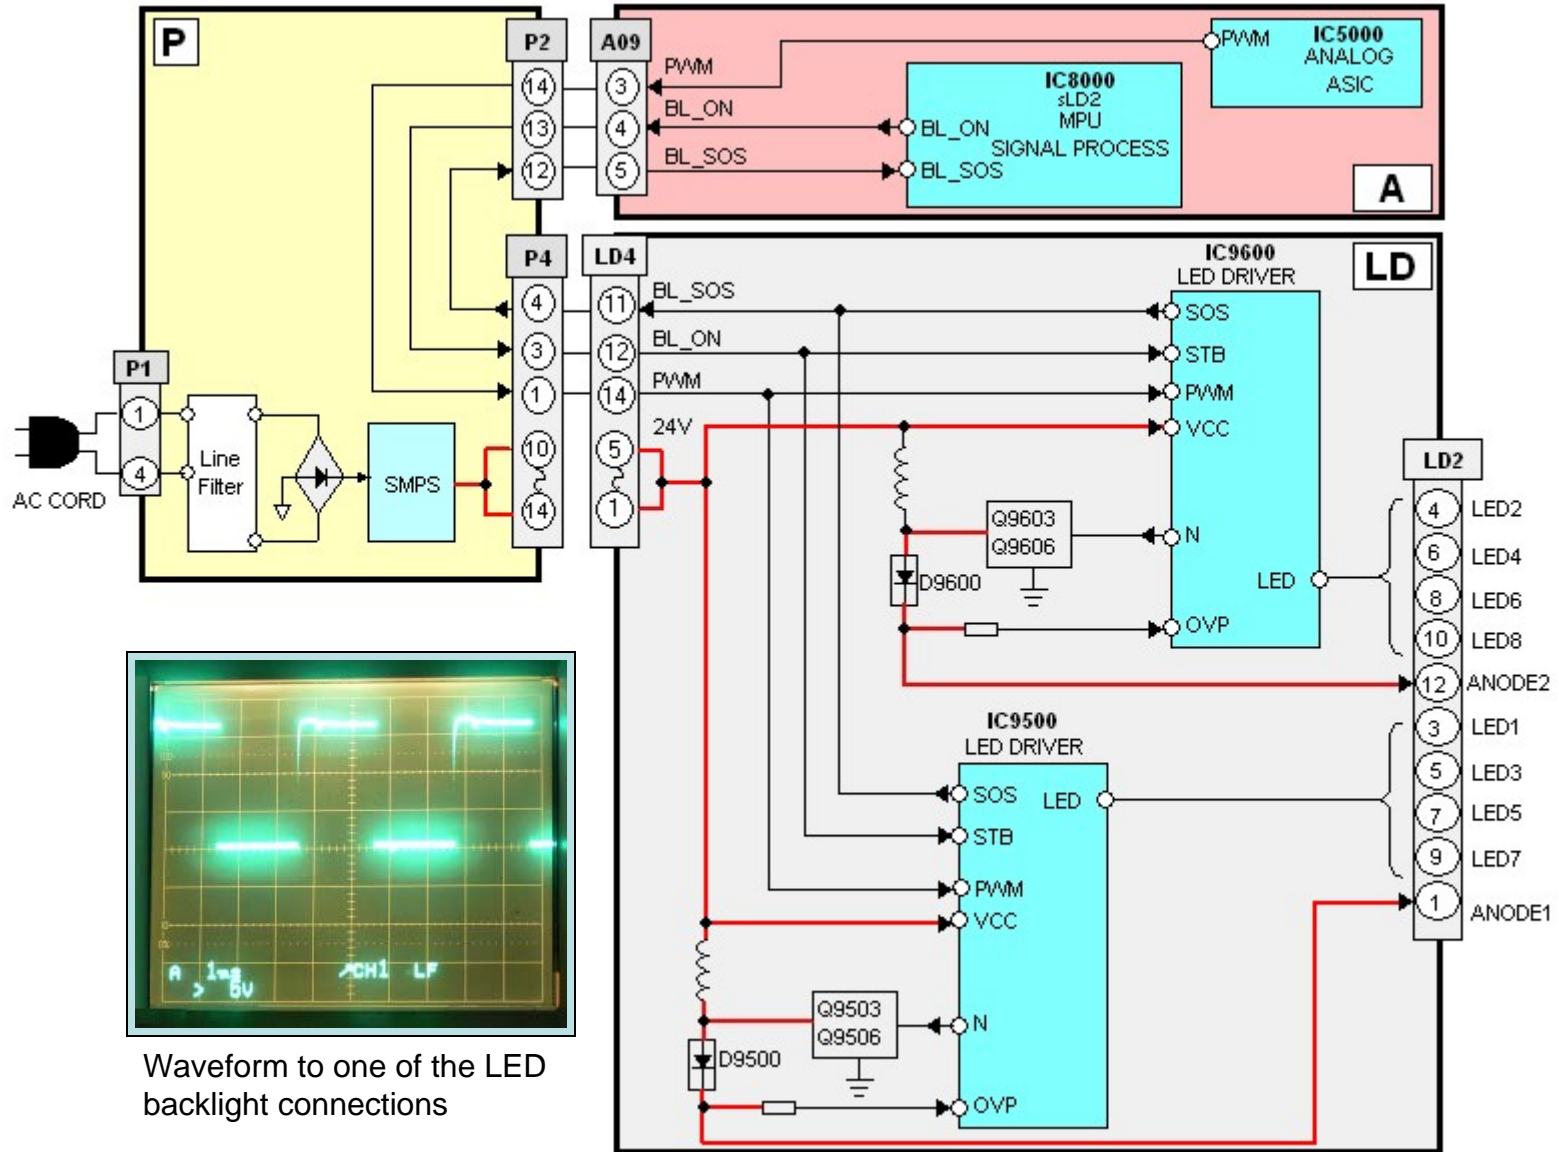 P
P2
14
13
12
A09
3
4
5
PWM
BL_ON
BL_SOS
PWM
IC5000
ANALOG
ASIC
IC8000
sLD2
MPU
SIGNAL PROCESS
BL_ON
BL_SOS
A
P4
4
3
1
10
14
LD4
11
12
14
5
1
BL_SOS
BL_ON
PWM
24V
P1
1
4
AC CORD
Line
Filter
SMPS
IC9600
LED DRIVER
LD
SOS
STB
PWM
VCC
N
LED
OVP
Q9603
Q9606
D9600
LD2
4 LED2
6 LED4
8 LED6
10 LED8
12 ANODE2
3 LED1
5 LED3
7 LED5
9 LED7
1 ANODE1
IC9500
LED DRIVER
SOS
LED
STB
PWM
VCC
N
OVP
Q9503
Q9506
D9500
A 1ms CH1 LF
> 5V
Waveform to one of the LED
backlight connections